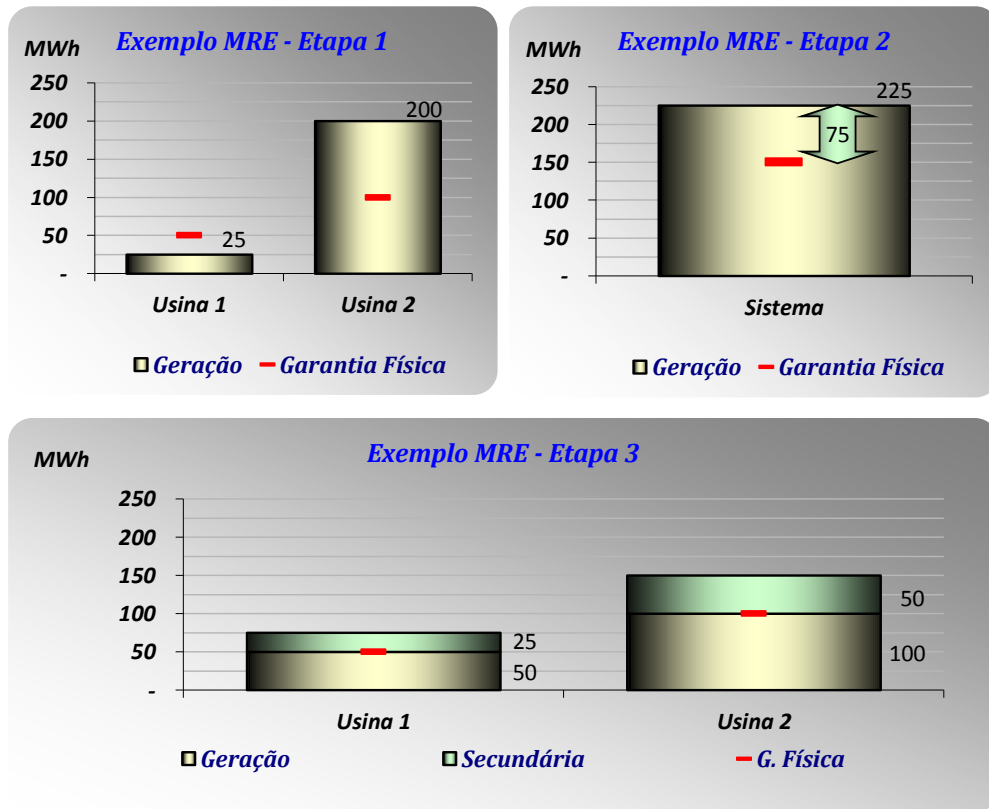 Exemplo MRE - Etapa 1
MWh
250
200
150
100
50
-
25
200
Usina 1
Usina 2
Geração
Garantia Física
Exemplo MRE - Etapa 2
MWh
250
200
150
100
50
-
225
75
Sistema
Geração
Garantia Física
Exemplo MRE - Etapa 3
MWh
250
200
150
100
50
-
25
50
50
100
Usina 1
Usina 2
Geração
Secundária
G. Física